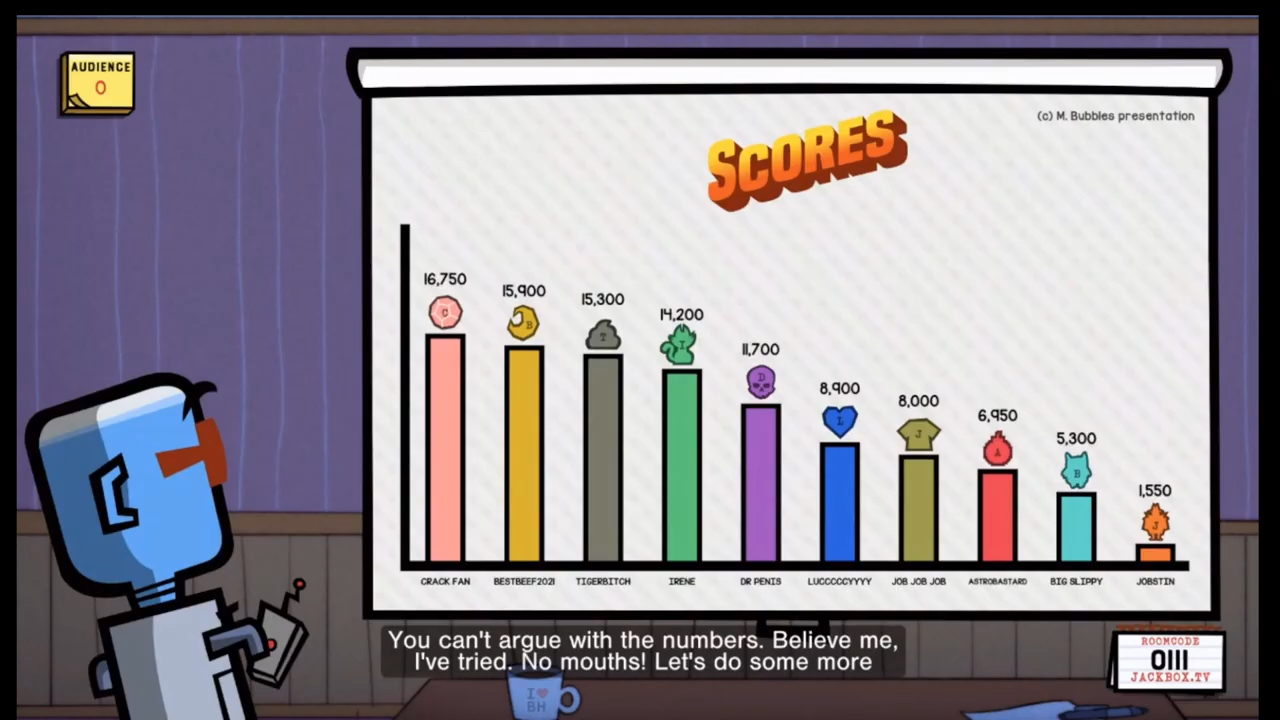 AUDIENCE
0
(c) M. Bubbles presentation
SCORES
16,750
15,900
15,300
14,200
11,700
8,900
8,000
6,950
5,300
1,550
C
B
T
I
D
L
J
A
B
J
CRACK FAN
BESTBEEF2021
TIGERBITCH
IRENE
DR PENIS
LUCCCCCYYYY
JOB JOB JOB
ASTROBASTARD
BIG SLIPPY
JOBSTIN
You can't argue with the numbers. Believe me,
I've tried. No mouths! Let's do some more
I ♥
BH
ROOMCODE
OIII
JACKBOX.TV